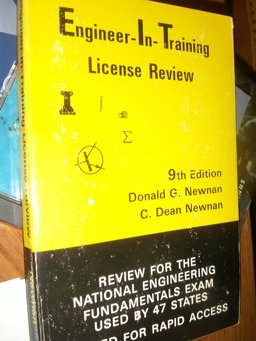 Engineer-In-Training
License Review
∫
Σ
9th Edition
Donald G. Newnan
C. Dean Newnan
REVIEW FOR THE
NATIONAL ENGINEERING
FUNDAMENTALS EXAM
USED BY 47 STATES
ED FOR RAPID ACCESS